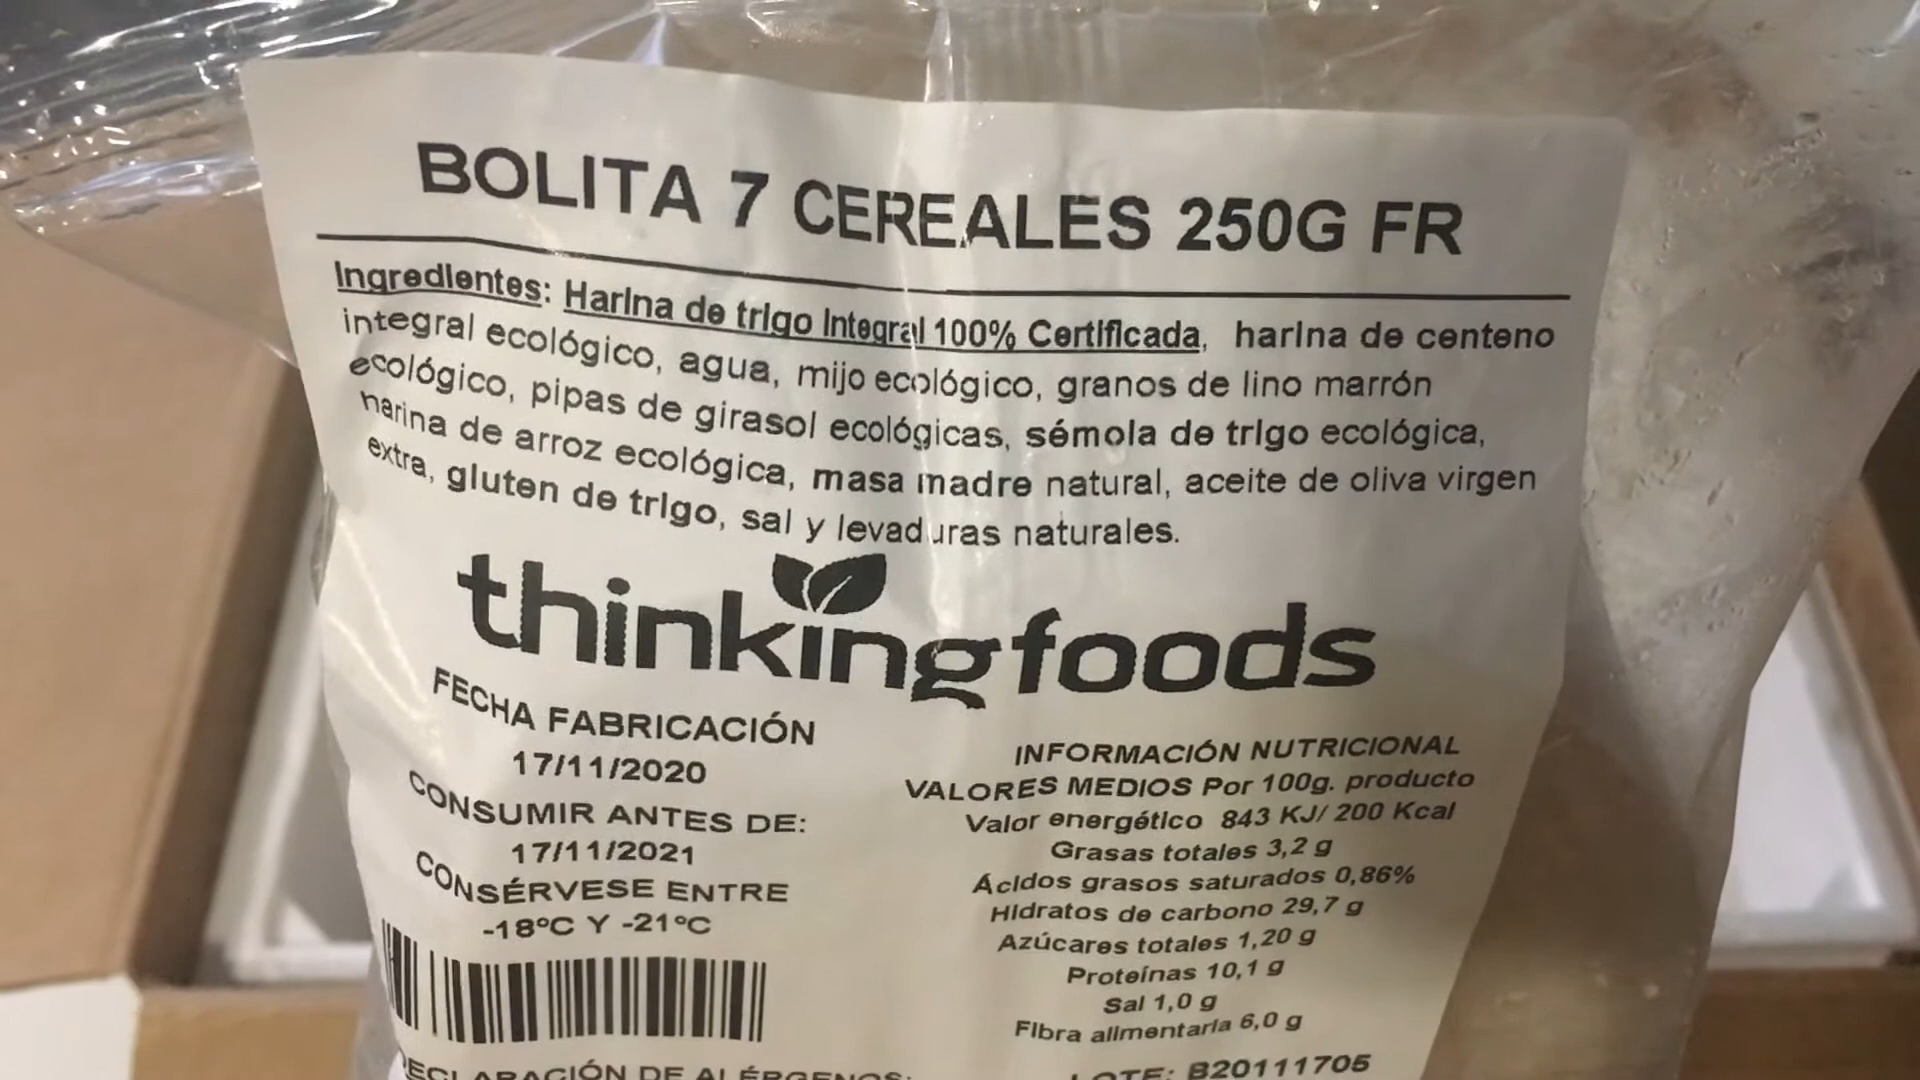 BOLITA 7 CEREALES 250G FR
Ingredientes: Harina de trigo Integral 100% Certificada, harina de centeno
integral ecológico, agua, mijo ecológico, granos de lino marrón
ecológico, pipas de girasol ecológicas, sémola de trigo ecológica,
harina de arroz ecológica, masa madre natural, aceite de oliva virgen
extra, gluten de trigo, sal y levaduras naturales.
thinkingfoods
FECHA FABRICACIÓN
17/11/2020
CONSUMIR ANTES DE:
17/11/2021
CONSÉRVESE ENTRE
-18ºC Y -21ºC
DECLARACIÓN DE ALÉRGENOS:
INFORMACIÓN NUTRICIONAL
VALORES MEDIOS Por 100g. producto
Valor energético 843 KJ/ 200 Kcal
Grasas totales 3,2 g
Ácidos grasos saturados 0,86%
Hidratos de carbono 29,7 g
Azúcares totales 1,20 g
Proteínas 10,1 g
Sal 1,0 g
Fibra alimentaria 6,0 g
LOTE: B20111705